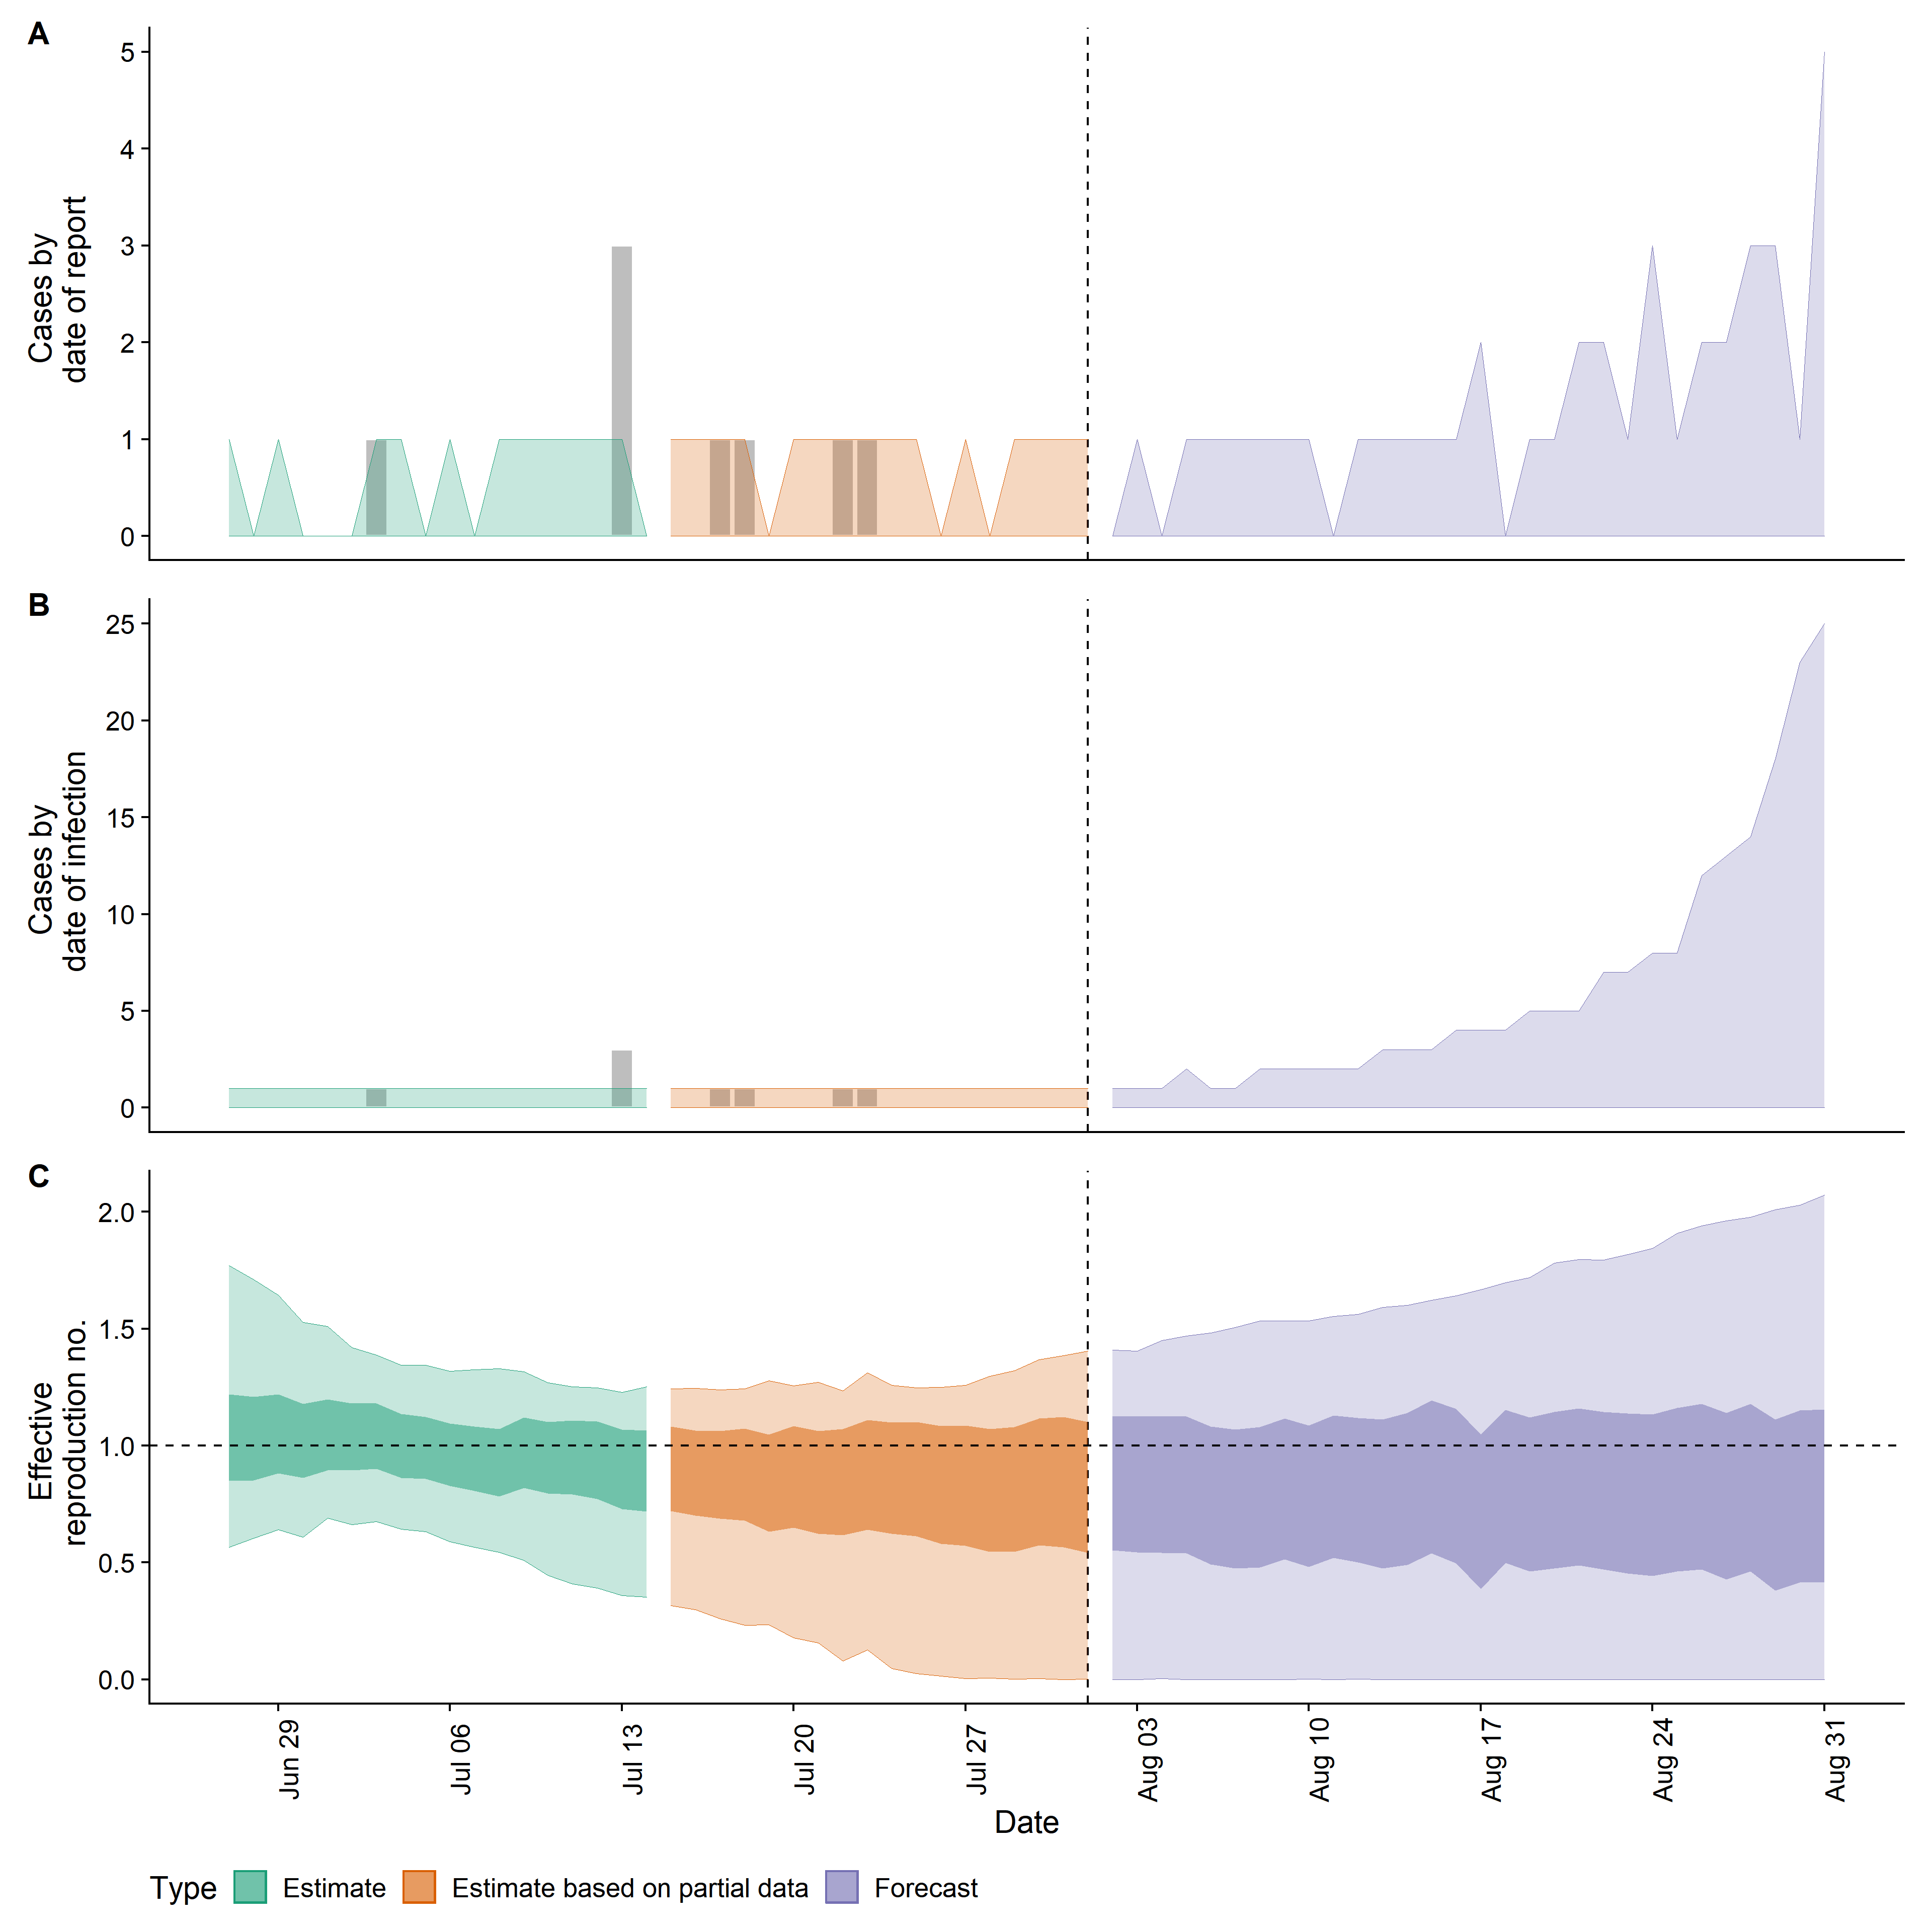 A
5
4
3
2
1
0
Cases by
date of report
B
25
20
15
10
5
0
Cases by
date of infection
C
2.0
1.5
1.0
0.5
0.0
Effective
reproduction no.
Jun 29
Jul 06
Jul 13
Jul 20
Jul 27
Aug 03
Aug 10
Aug 17
Aug 24
Aug 31
Date
Type Estimate Estimate based on partial data Forecast